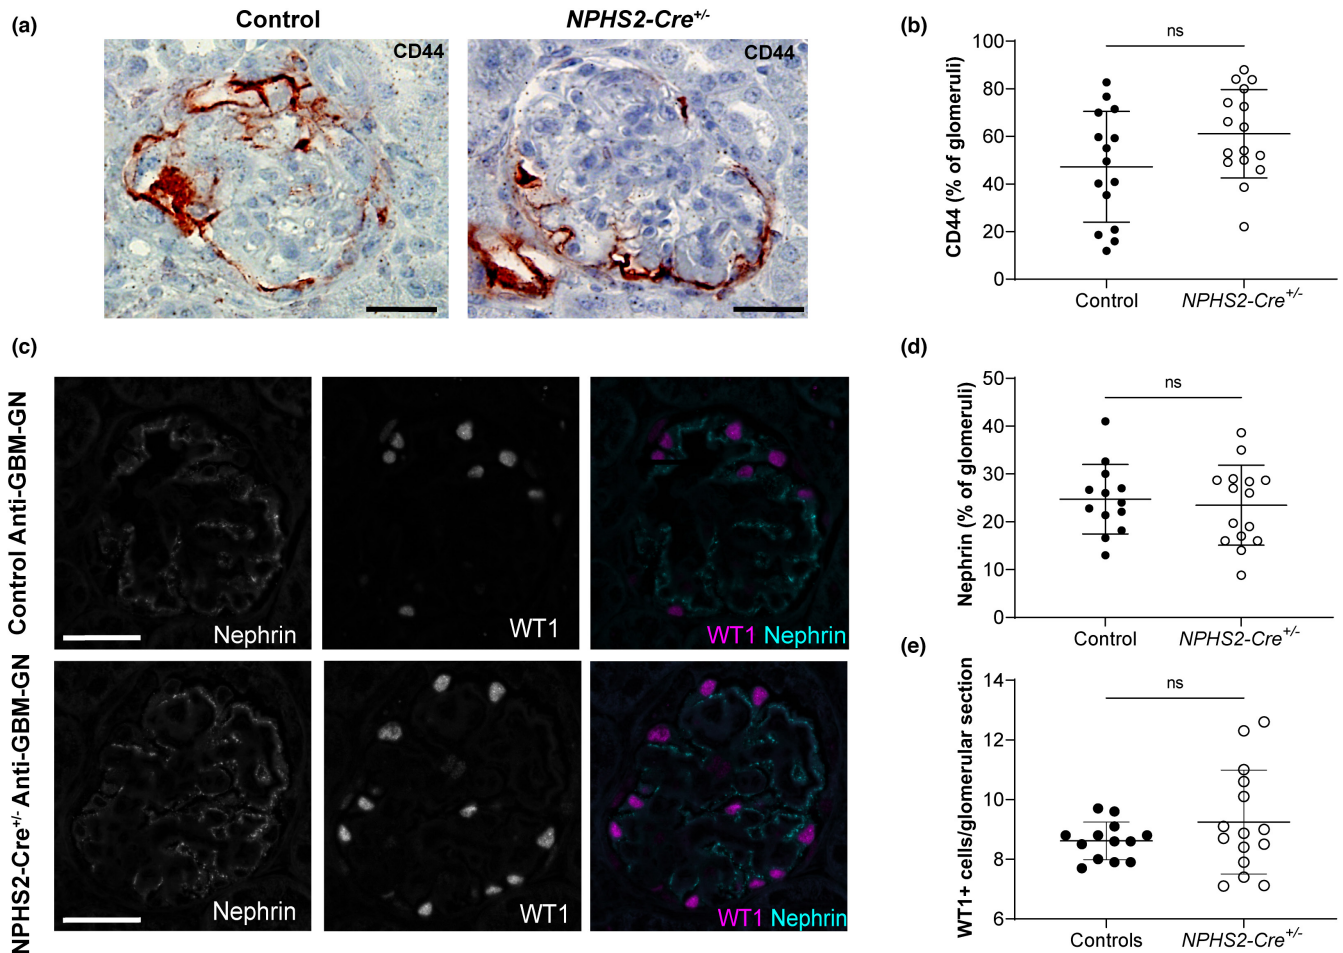 (a)
Control
NPHS2-Cre+/-
CD44
CD44
(b)
CD44 (% of glomeruli)
100
80
60
40
20
0
ns
Control
NPHS2-Cre+/-
(c)
Control Anti-GBM-GN
Nephrin
WT1
WT1 Nephrin
NPHS2-Cre+/- Anti-GBM-GN
Nephrin
WT1
WT1 Nephrin
(d)
Nephrin (% of glomeruli)
50
40
30
20
10
0
ns
Control
NPHS2-Cre+/-
(e)
WT1+ cells/glomerular section
14
12
10
8
6
ns
Controls
NPHS2-Cre+/-